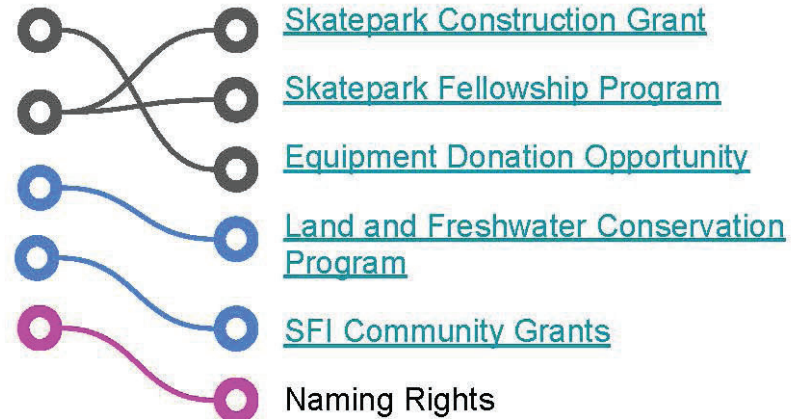 Skatepark Construction Grant
Skatepark Fellowship Program
Equipment Donation Opportunity
Land and Freshwater Conservation
Program
SFI Community Grants
Naming Rights